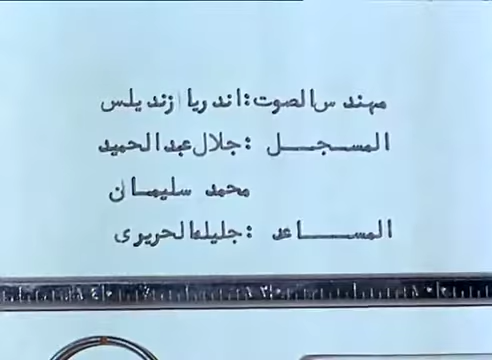 مهندس الصوت: اندريا زنديلس
المسجل: جلال عبد الحميد
محمد سليمان
المساعد: جليلة الحريرى